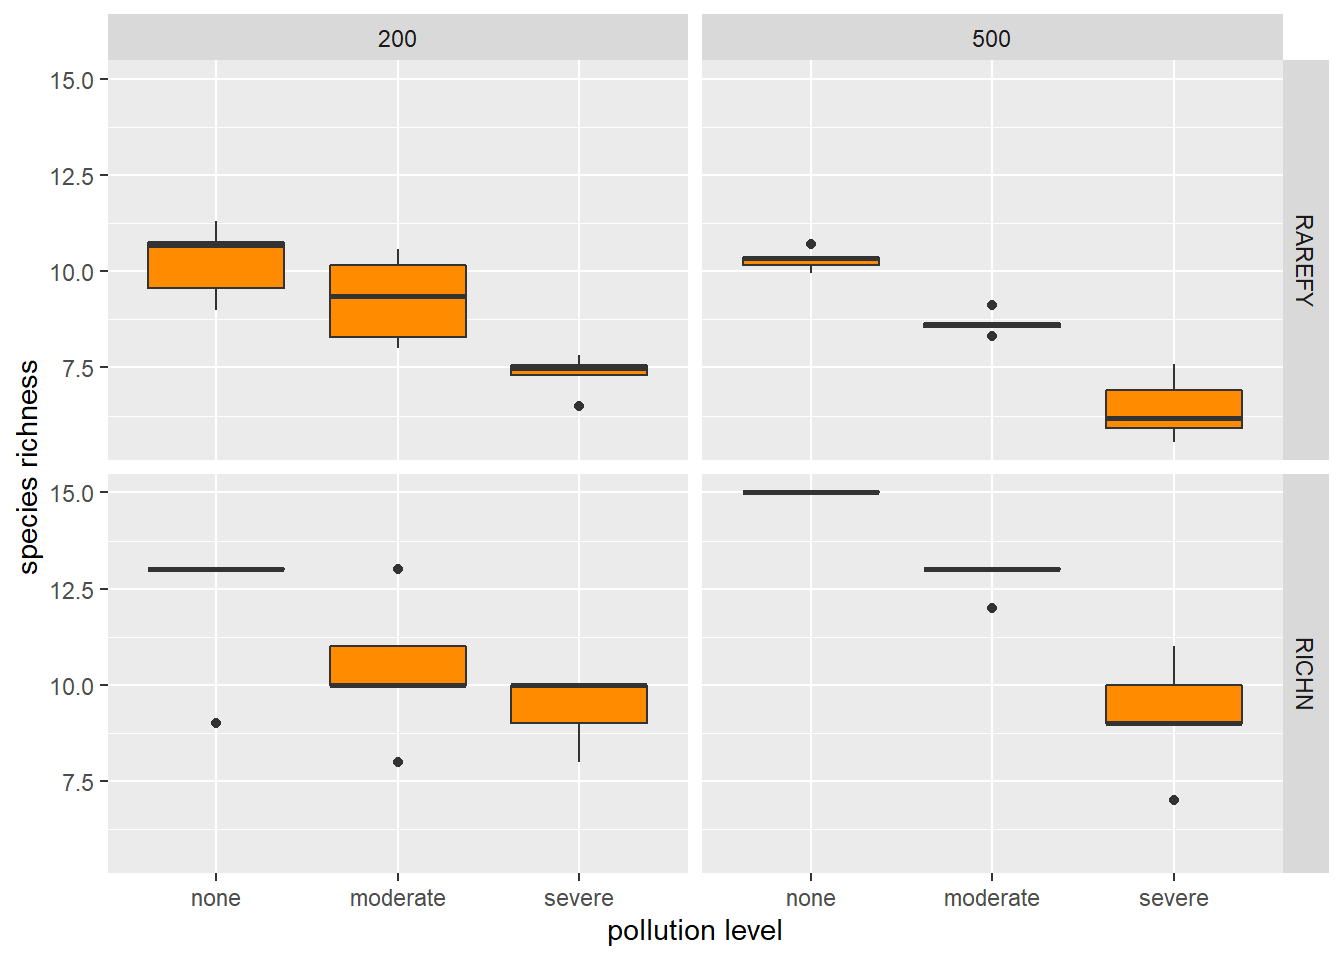 200
500
15.0
12.5
10.0
7.5
RAREFY
15.0
12.5
10.0
7.5
RICHN
species richness
none
moderate
severe
none
moderate
severe
pollution level